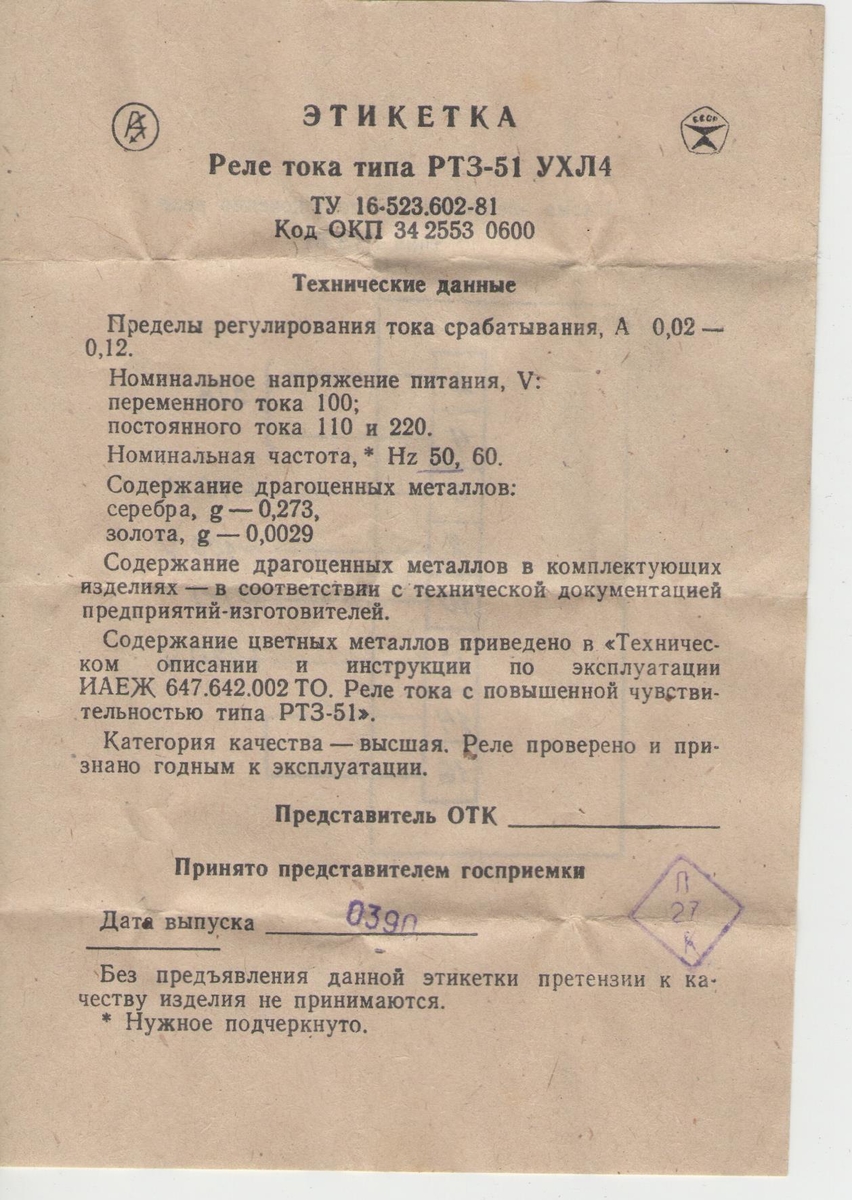 ЭТИКЕТКА
СССР
Реле тока типа РТЗ-51 УХЛ4
ТУ 16-523.602-81
Код ОКП 34 2553 0600
Технические данные
Пределы регулирования тока срабатывания, А 0,02 —
0,12.
Номинальное напряжение питания, V:
переменного тока 100;
постоянного тока 110 и 220.
Номинальная частота, * Hz 50, 60.
Содержание драгоценных металлов:
серебра, g — 0,273,
золота, g — 0,0029
Содержание драгоценных металлов в комплектующих
изделиях — в соответствии с технической документацией
предприятий-изготовителей.
Содержание цветных металлов приведено в «Техничес-
ком описании и инструкции по эксплуатации
ИАЕЖ 647.642.002 ТО. Реле тока с повышенной чувстви-
тельностью типа РТЗ-51».
Категория качества — высшая. Реле проверено и при-
знано годным к эксплуатации.
Представитель ОТК
Принято представителем госприемки
П
27
К
Дата выпуска 0390
Без предъявления данной этикетки претензии к ка-
честву изделия не принимаются.
* Нужное подчеркнуто.